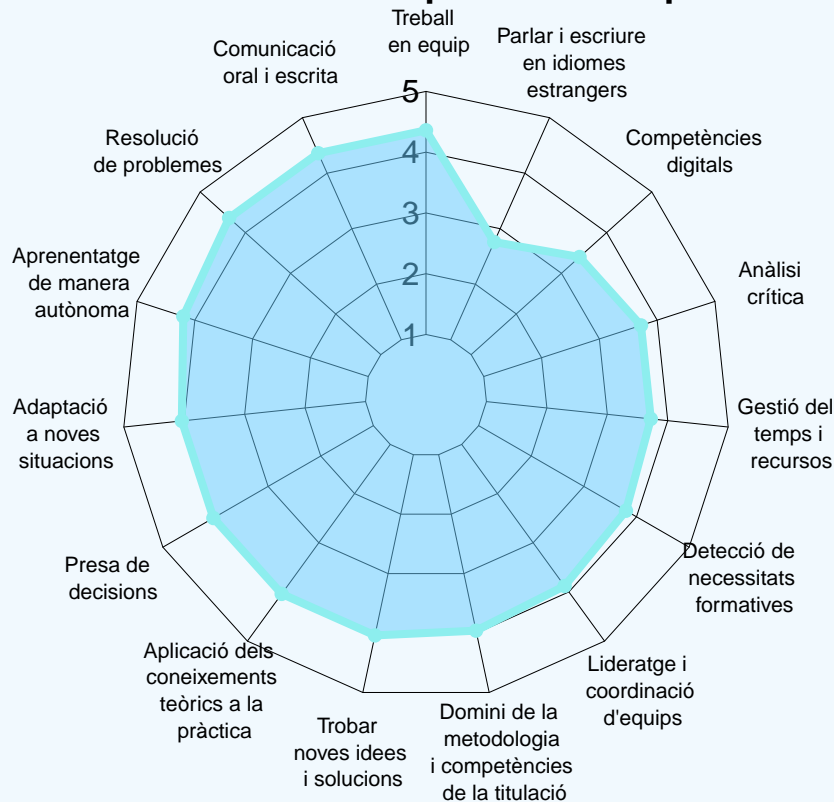 Treball
en equip
Parlar i escriure
en idiomes
estrangers
Competències
digitals
Anàlisi
crítica
Gestió del
temps i
recursos
Detecció de
necessitats
formatives
Lideratge i
coordinació
d'equips
Domini de la
metodologia
i competències
de la titulació
Trobar
noves idees
i solucions
Aplicació dels
coneixements
teòrics a la
pràctica
Presa de
decisions
Adaptació
a noves
situacions
Aprenentatge
de manera
autònoma
Resolució
de problemes
Comunicació
oral i escrita
5
4
3
2
1